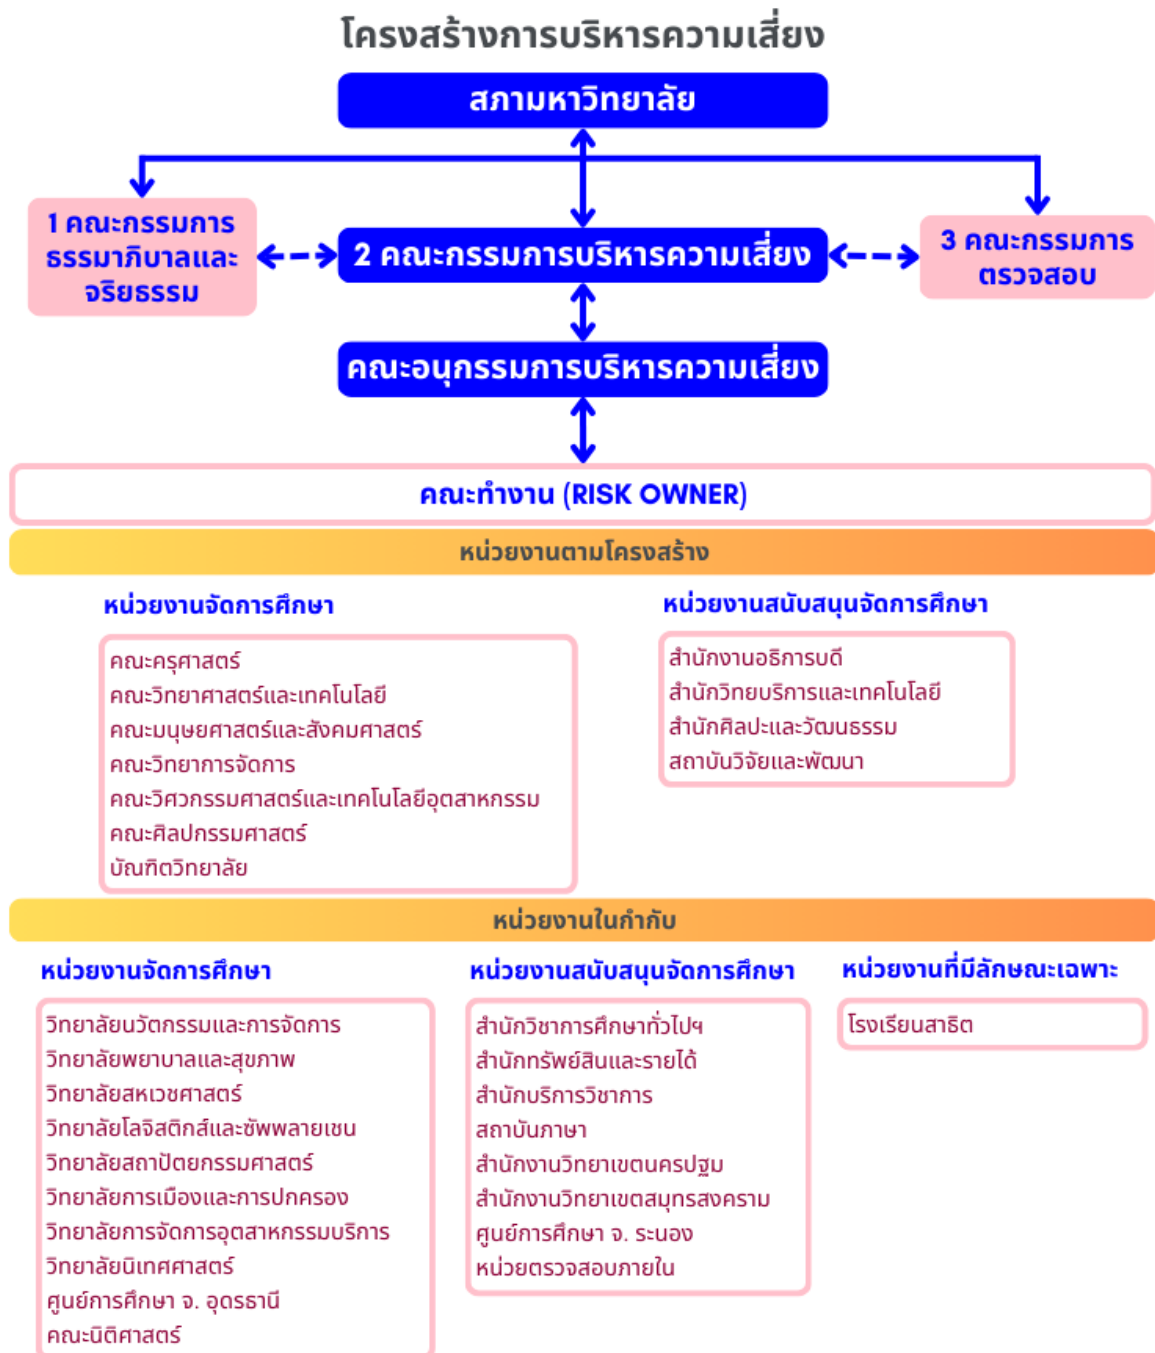 โครงสร้างการบริหารความเสี่ยง
สภามหาวิทยาลัย
1 คณะกรรมการ
ธรรมาภิบาลและ
จริยธรรม
2 คณะกรรมการบริหารความเสี่ยง
3 คณะกรรมการ
ตรวจสอบ
คณะอนุกรรมการบริหารความเสี่ยง
คณะทำงาน (RISK OWNER)
หน่วยงานตามโครงสร้าง
หน่วยงานจัดการศึกษา
คณะครุศาสตร์
คณะวิทยาศาสตร์และเทคโนโลยี
คณะมนุษยศาสตร์และสังคมศาสตร์
คณะวิทยาการจัดการ
คณะวิศวกรรมศาสตร์และเทคโนโลยีอุตสาหกรรม
คณะศิลปกรรมศาสตร์
บัณฑิตวิทยาลัย
หน่วยงานสนับสนุนจัดการศึกษา
สำนักงานอธิการบดี
สำนักวิทยบริการและเทคโนโลยี
สำนักศิลปะและวัฒนธรรม
สถาบันวิจัยและพัฒนา
หน่วยงานในกำกับ
หน่วยงานจัดการศึกษา
วิทยาลัยนวัตกรรมและการจัดการ
วิทยาลัยพยาบาลและสุขภาพ
วิทยาลัยสหเวชศาสตร์
วิทยาลัยโลจิสติกส์และซัพพลายเชน
วิทยาลัยสถาปัตยกรรมศาสตร์
วิทยาลัยการเมืองและการปกครอง
วิทยาลัยการจัดการอุตสาหกรรมบริการ
วิทยาลัยนิเทศศาสตร์
ศูนย์การศึกษา จ. อุดรธานี
คณะนิติศาสตร์
หน่วยงานสนับสนุนจัดการศึกษา
สำนักวิชาการศึกษาทั่วไปฯ
สำนักทรัพย์สินและรายได้
สำนักบริการวิชาการ
สถาบันภาษา
สำนักงานวิทยาเขตนครปฐม
สำนักงานวิทยาเขตสมุทรสงคราม
ศูนย์การศึกษา จ. ระนอง
หน่วยตรวจสอบภายใน
หน่วยงานที่มีลักษณะเฉพาะ
โรงเรียนสาธิต